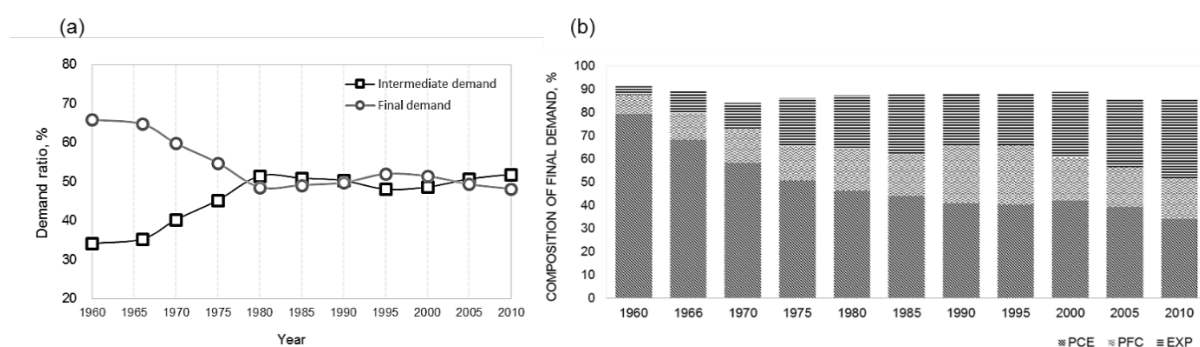 (a)
Demand ratio, %
80
70
60
50
40
30
20
Intermediate demand
Final demand
1960 1965 1970 1975 1980 1985 1990 1995 2000 2005 2010
Year
(b)
COMPOSITION OF FINAL DEMAND, %
100
90
80
70
60
50
40
30
20
10
0
1960 1966 1970 1975 1980 1985 1990 1995 2000 2005 2010
PCE PFC EXP